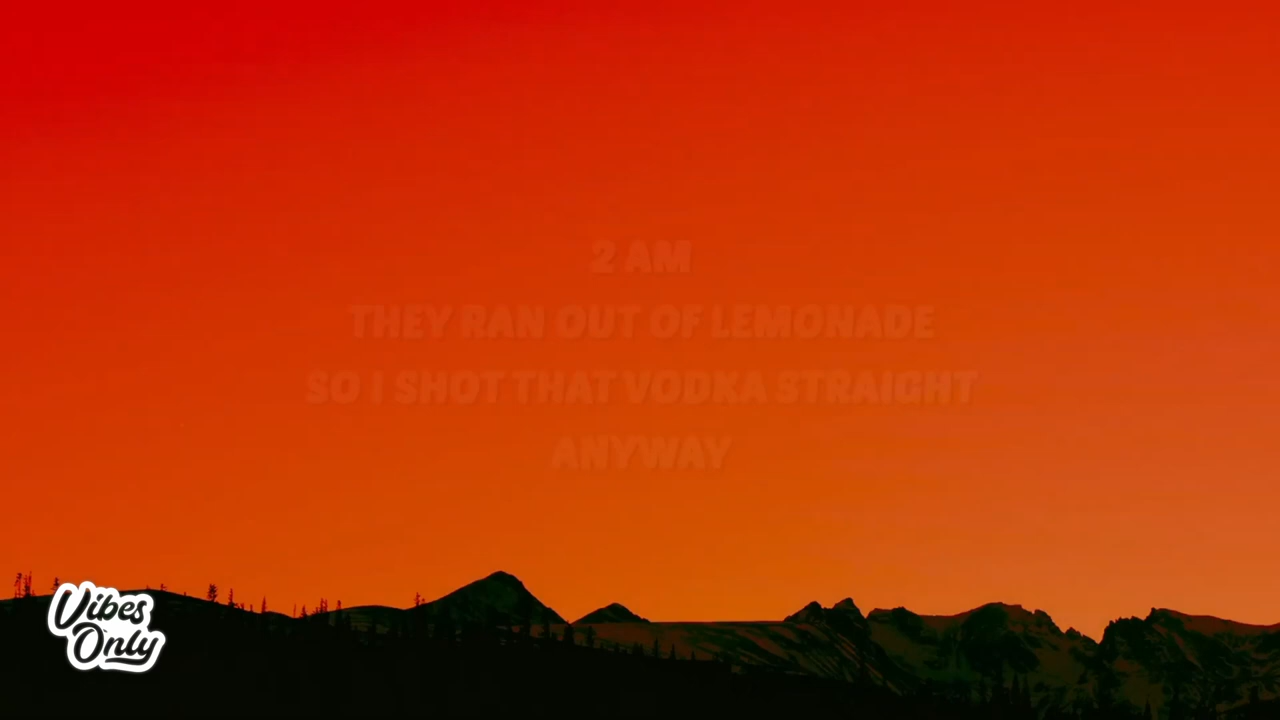 2 AM
THEY RAN OUT OF LEMONADE
SO I SHOT THAT VODKA STRAIGHT
ANYWAY
Vibes
Only